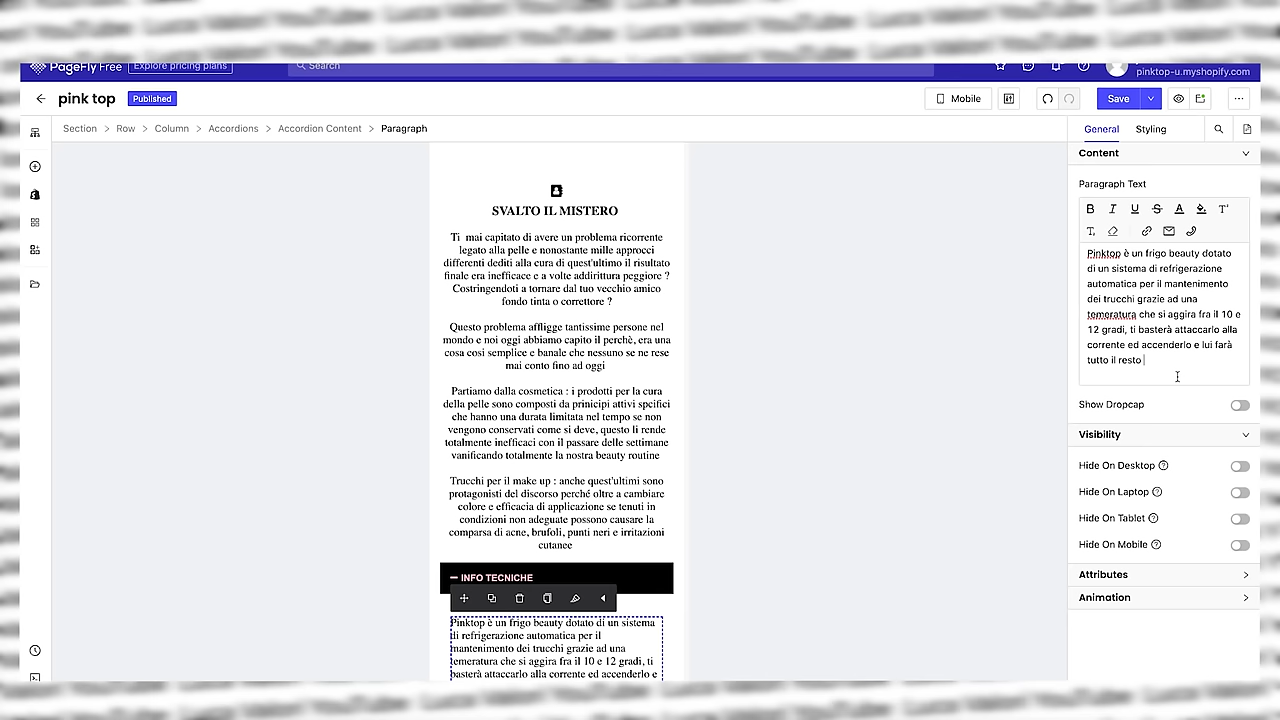 PageFly Free
Explore pricing plans
Search
pinktop-u.myshopify.com
pink top
Published
Mobile
Save
Section > Row > Column > Accordions > Accordion Content > Paragraph
General
Styling
SVALTO IL MISTERO
Ti mai capitato di avere un problema ricorrente
legato alla pelle e nonostante mille approcci
differenti dediti alla cura di quest'ultimo il risultato
finale era inefficace e a volte addirittura peggiore ?
Costringendoti a tornare dal tuo vecchio amico
fondo tinta o correttore ?
Questo problema affligge tantissime persone nel
mondo e noi oggi abbiamo capito il perchè, era una
cosa cosi semplice e banale che nessuno se ne rese
mai conto fino ad oggi
Partiamo dalla cosmetica : i prodotti per la cura
della pelle sono composti da prinicipi attivi spcifici
che hanno una durata limitata nel tempo se non
vengono conservati come si deve, questo li rende
totalmente inefficaci con il passare delle settimane
vanificando totalmente la nostra beauty routine
Trucchi per il make up : anche quest'ultimi sono
protagonisti del discorso perché oltre a cambiare
colore e efficacia di applicazione se tenuti in
condizioni non adeguate possono causare la
comparsa di acne, brufoli, punti neri e irritazioni
cutanee
INFO TECNICHE
Pinktop è un frigo beauty dotato di un sistema
di refrigerazione automatica per il
mantenimento dei trucchi grazie ad una
temeratura che si aggira fra il 10 e 12 gradi, ti
basterà attaccarlo alla corrente ed accenderlo e
Content
Paragraph Text
Pinktop è un frigo beauty dotato
di un sistema di refrigerazione
automatica per il mantenimento
dei trucchi grazie ad una
temeratura che si aggira fra il 10 e
12 gradi, ti basterà attaccarlo alla
corrente ed accenderlo e lui farà
tutto il resto
Show Dropcap
Visibility
Hide On Desktop
Hide On Laptop
Hide On Tablet
Hide On Mobile
Attributes
Animation